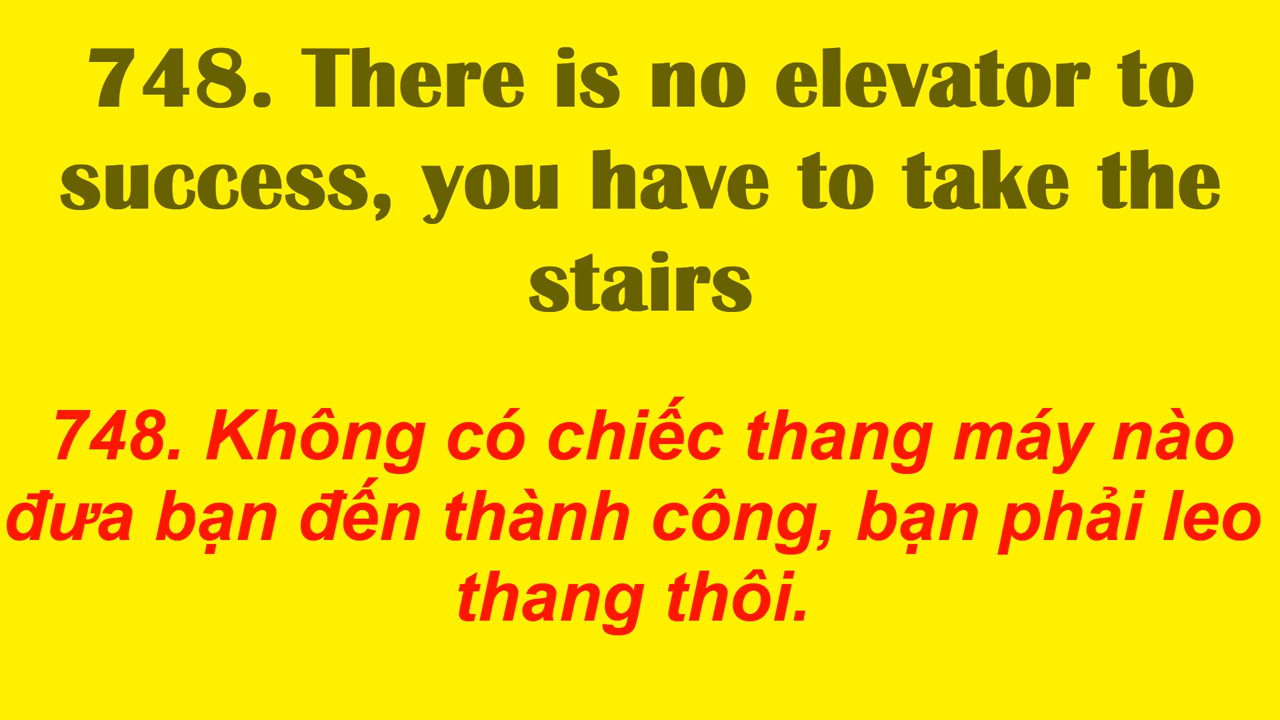 748. There is no elevator to
success, you have to take the
stairs
748. Không có chiếc thang máy nào
đưa bạn đến thành công, bạn phải leo
thang thôi.